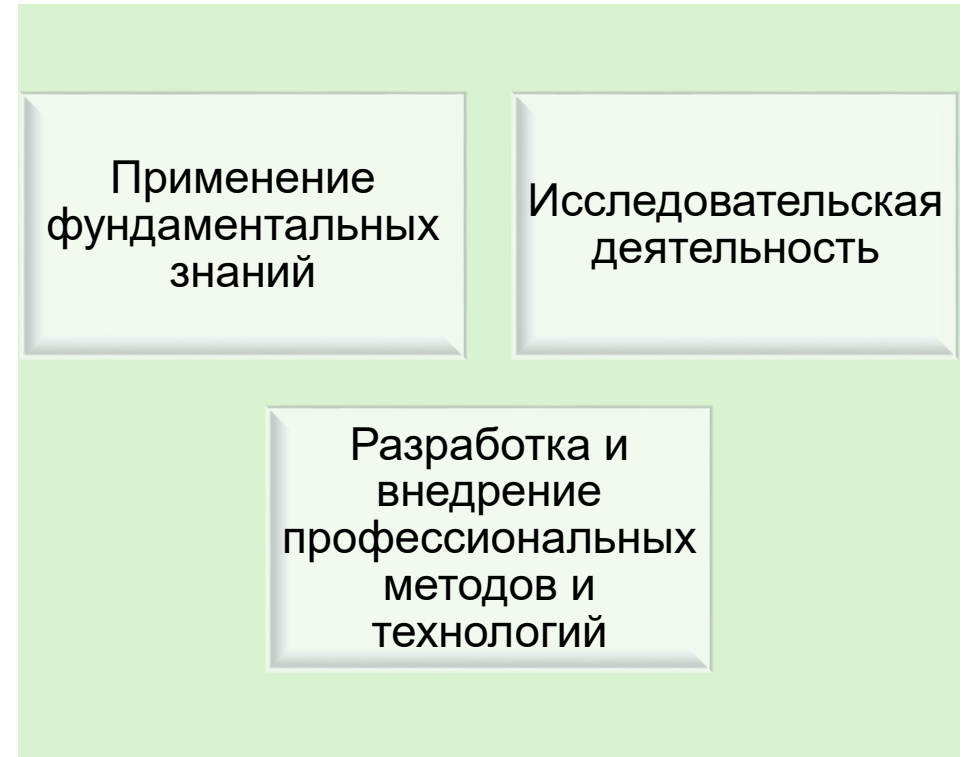 Применение
фундаментальных
знаний
Исследовательская
деятельность
Разработка и
внедрение
профессиональных
методов и
технологий